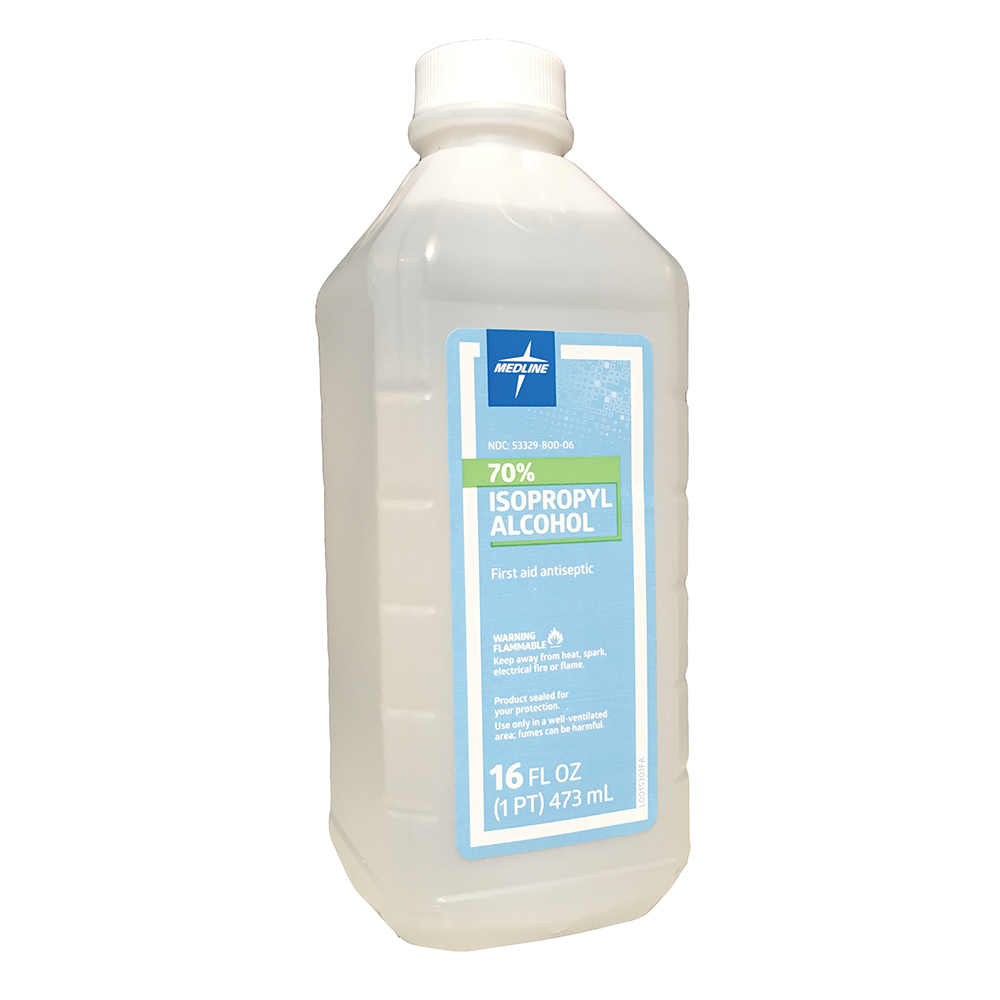 MEDLINE
NDC: 53329-800-06
70%
ISOPROPYL
ALCOHOL
First aid antiseptic
WARNING
FLAMMABLE
Keep away from heat, spark,
electrical fire or flame.
Product sealed for
your protection.
Use only in a well-ventilated
area; fumes can be harmful.
16 FL OZ
(1 PT) 473 mL
L0015301FA